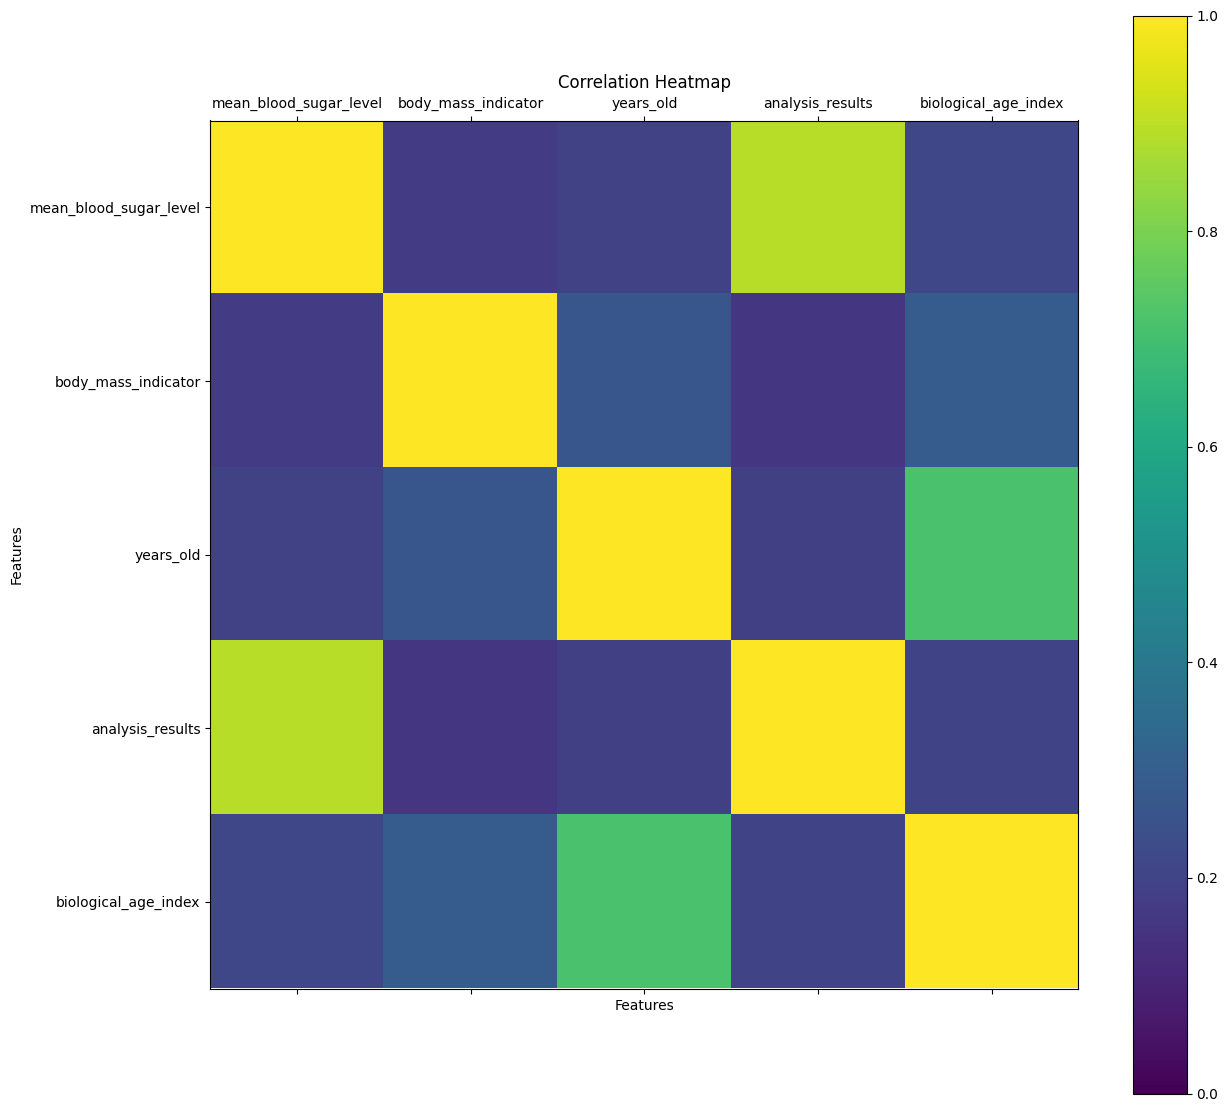 Correlation Heatmap
mean_blood_sugar_level body_mass_indicator years_old analysis_results biological_age_index
1.0
mean_blood_sugar_level
0.8
body_mass_indicator
0.6
Features
years_old
0.4
analysis_results
0.2
biological_age_index
Features
0.0